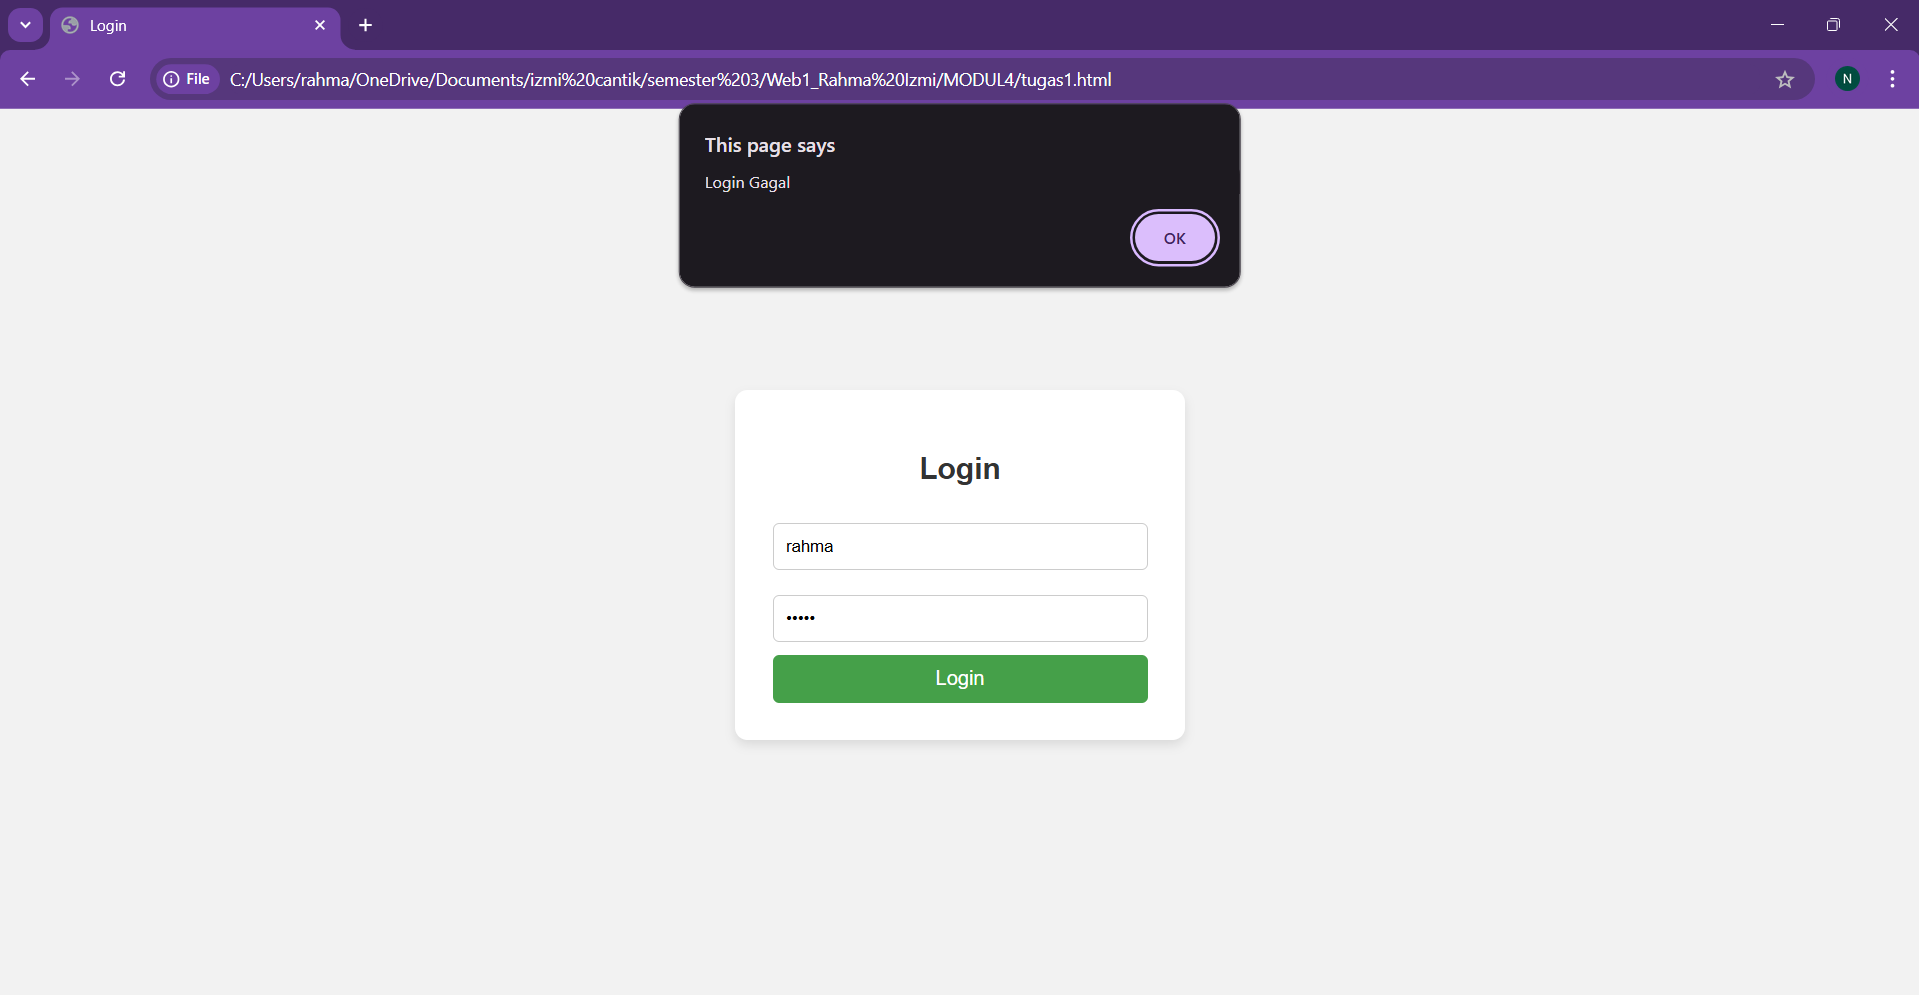 Login
File
C:/Users/rahma/OneDrive/Documents/izmi%20cantik/semester%203/Web1_Rahma%20Izmi/MODUL4/tugas1.html
N
This page says
Login Gagal
OK
Login
rahma
•••••
Login